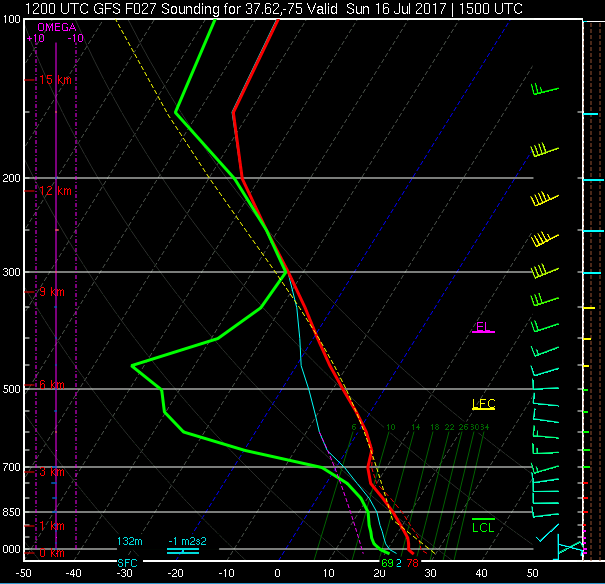 1200 UTC GFS F027 Sounding for 37.62,-75 Valid Sun 16 Jul 2017 | 1500 UTC
100
OMEGA
+10 -10
15 km
200
12 km
300
9 km
EL
6 km
500
LFC
6 10 14 18 22 26 30 34
700
3 km
850
1 km
LCL
132m -1 m2s2
1000
0 km
SFC
69 2 78
-50 -40 -30 -20 -10 0 10 20 30 40 50